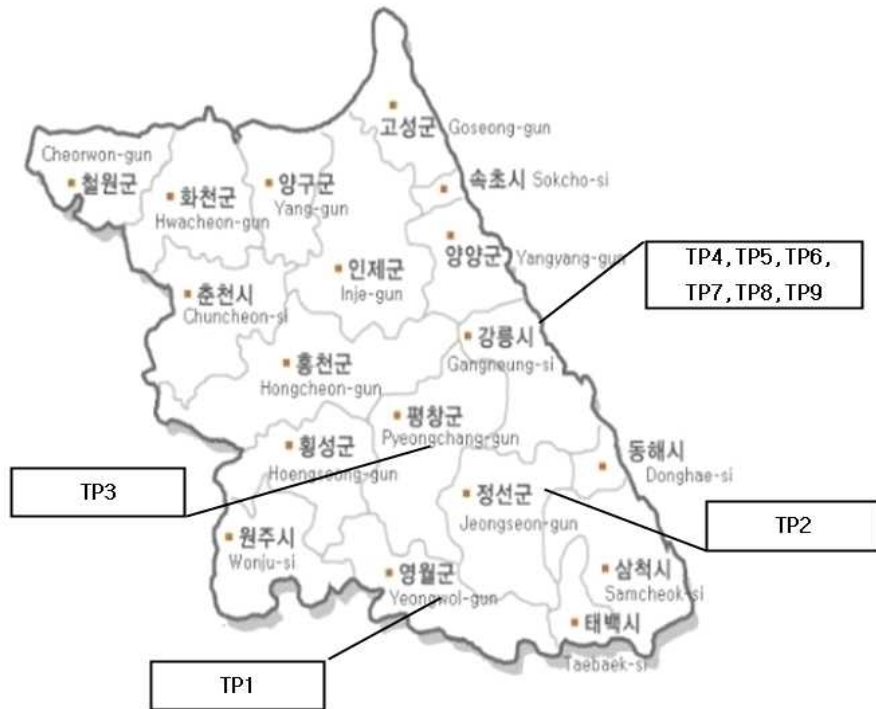 고성군 Goseong-gun
Cheorwon-gun
철원군
화천군
Hwacheon-gun
양구군
Yang-gun
속초시 Sokcho-si
양양군 Yangyang-gun
인제군
Inje-gun
춘천시
Chuncheon-si
TP4,TP5,TP6,
TP7,TP8,TP9
강릉시
Gangneung-si
홍천군
Hongcheon-gun
평창군
Pyeongchang-gun
횡성군
Hoengseong-gun
동해시
Donghae-si
TP3
정선군
Jeongseon-gun
TP2
원주시
Wonju-si
영월군
Yeongwol-gun
삼척시
Samcheok-si
태백시
Taebaek-si
TP1